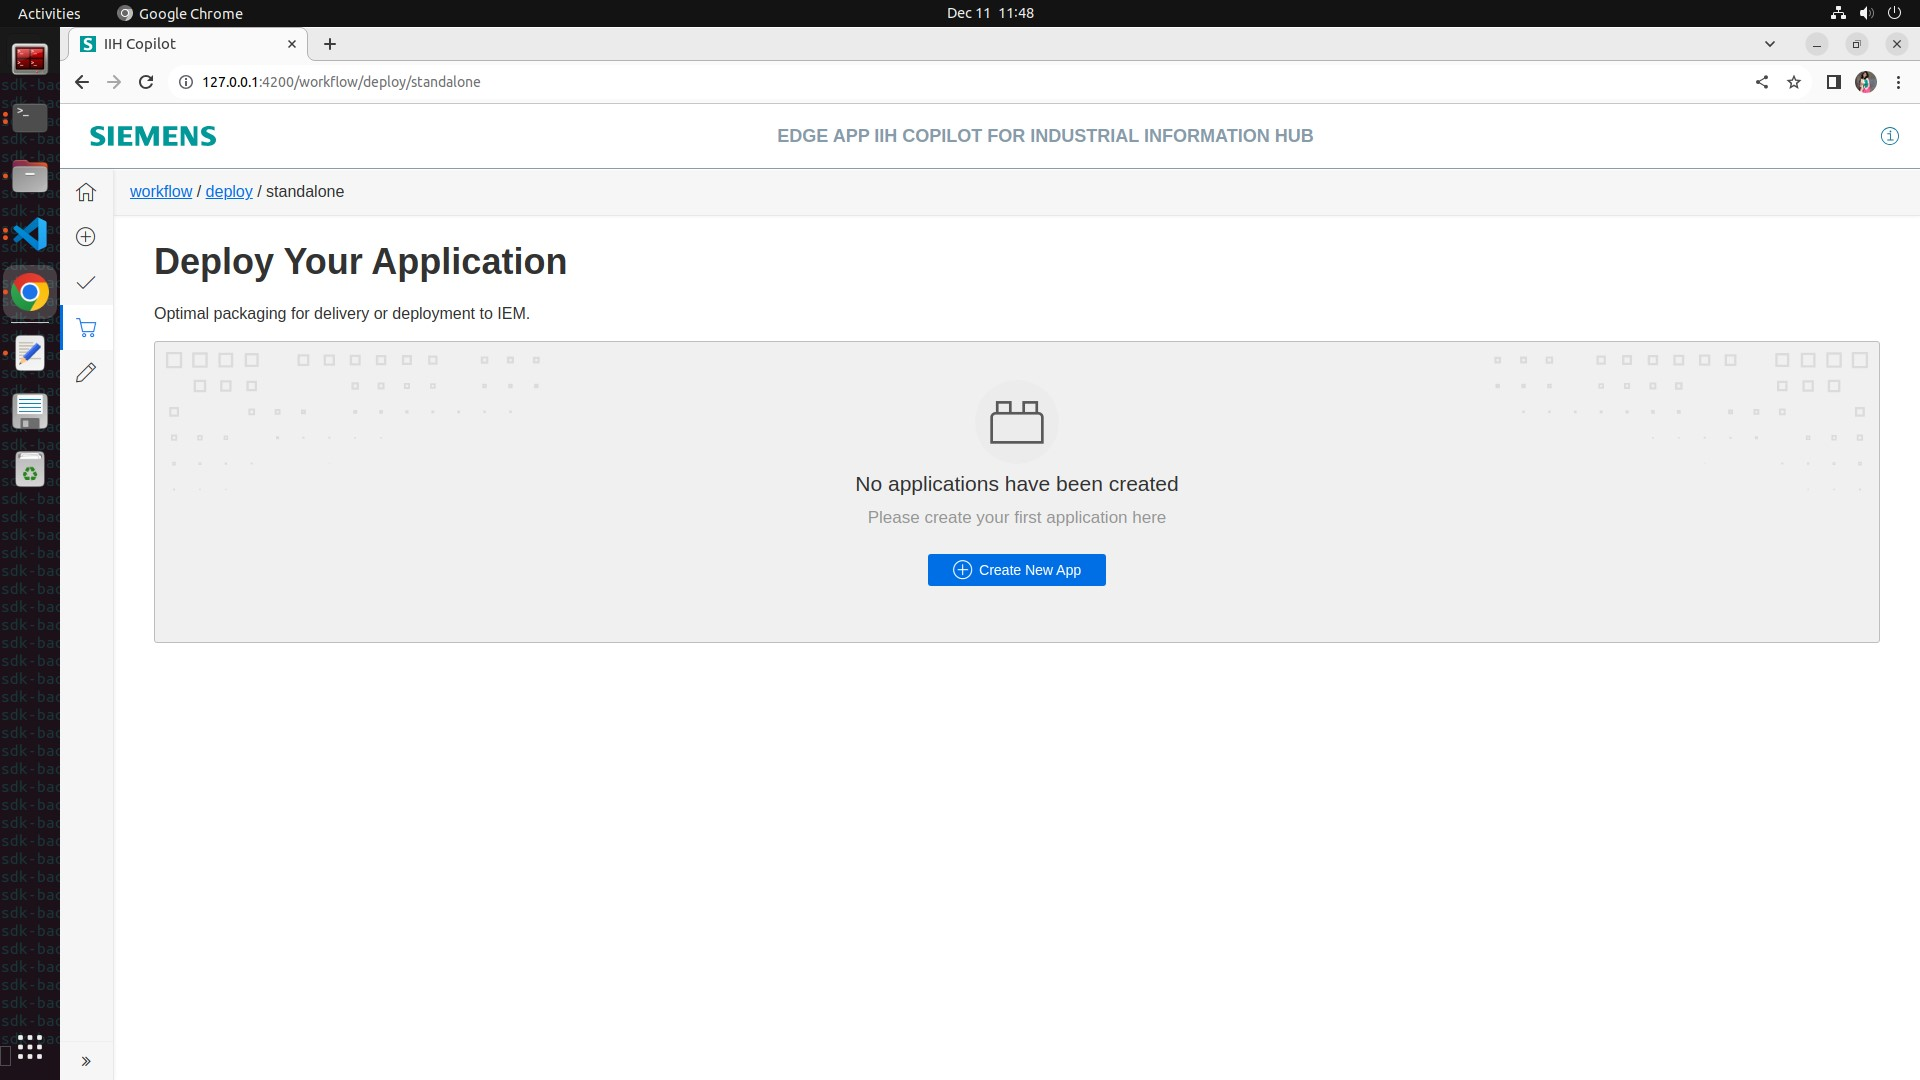 Activities
Google Chrome
Dec 11 11:48
IIH Copilot
127.0.0.1:4200/workflow/deploy/standalone
SIEMENS
EDGE APP IIH COPILOT FOR INDUSTRIAL INFORMATION HUB
workflow / deploy / standalone
Deploy Your Application
Optimal packaging for delivery or deployment to IEM.
No applications have been created
Please create your first application here
Create New App